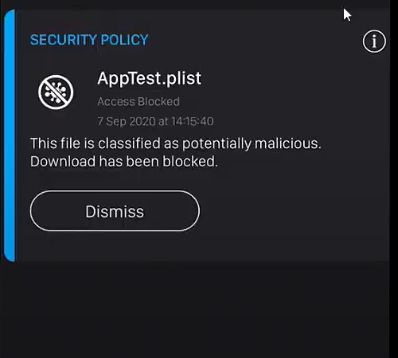 SECURITY POLICY
AppTest.plist
Access Blocked
7 Sep 2020 at 14:15:40
This file is classified as potentially malicious.
Download has been blocked.
Dismiss